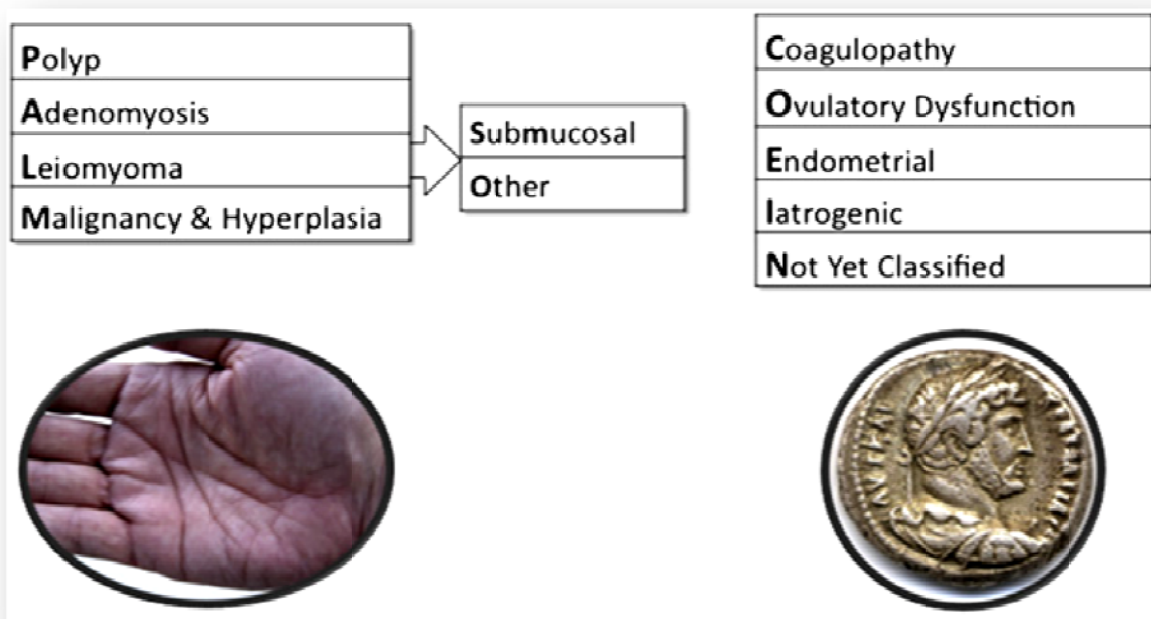 Polyp
Adenomyosis
Leiomyoma
Malignancy & Hyperplasia
Submucosal
Other
Coagulopathy
Ovulatory Dysfunction
Endometrial
Iatrogenic
Not Yet Classified